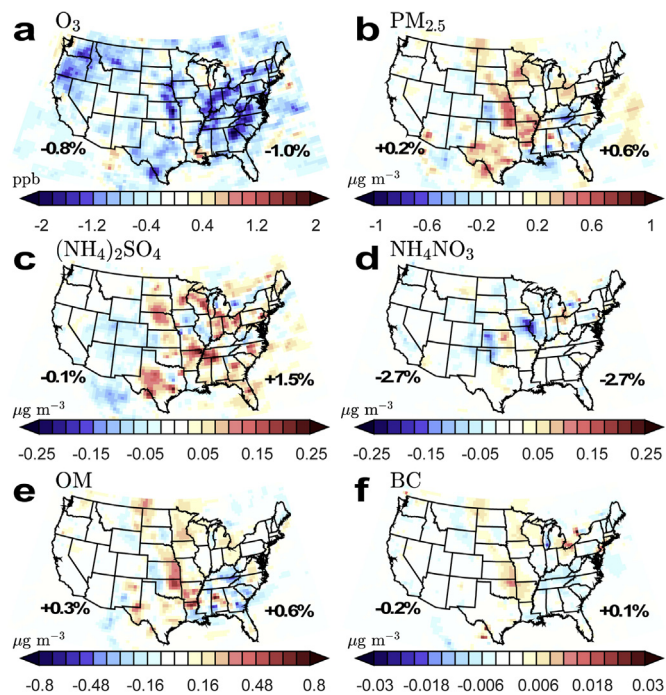 a O₃
-0.8% -1.0%
ppb
-2 -1.2 -0.4 0.4 1.2 2
b PM₂.₅
+0.2% +0.6%
μg m⁻³
-1 -0.6 -0.2 0.2 0.6 1
c (NH₄)₂SO₄
-0.1% +1.5%
μg m⁻³
-0.25 -0.15 -0.05 0.05 0.15 0.25
d NH₄NO₃
-2.7% -2.7%
μg m⁻³
-0.25 -0.15 -0.05 0.05 0.15 0.25
e OM
+0.3% +0.6%
μg m⁻³
-0.8 -0.48 -0.16 0.16 0.48 0.8
f BC
-0.2% +0.1%
μg m⁻³
-0.03 -0.018 -0.006 0.006 0.018 0.03